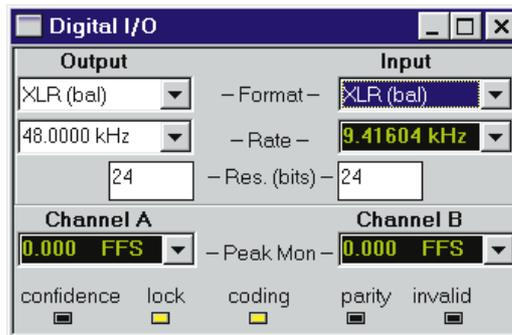 Digital I/O
Output Input
XLR (bal) – Format – XLR (bal)
48.0000 kHz – Rate – 9.41604 kHz
24 – Res. (bits) – 24
Channel A Channel B
0.000 FFS – Peak Mon – 0.000 FFS
confidence lock coding parity invalid